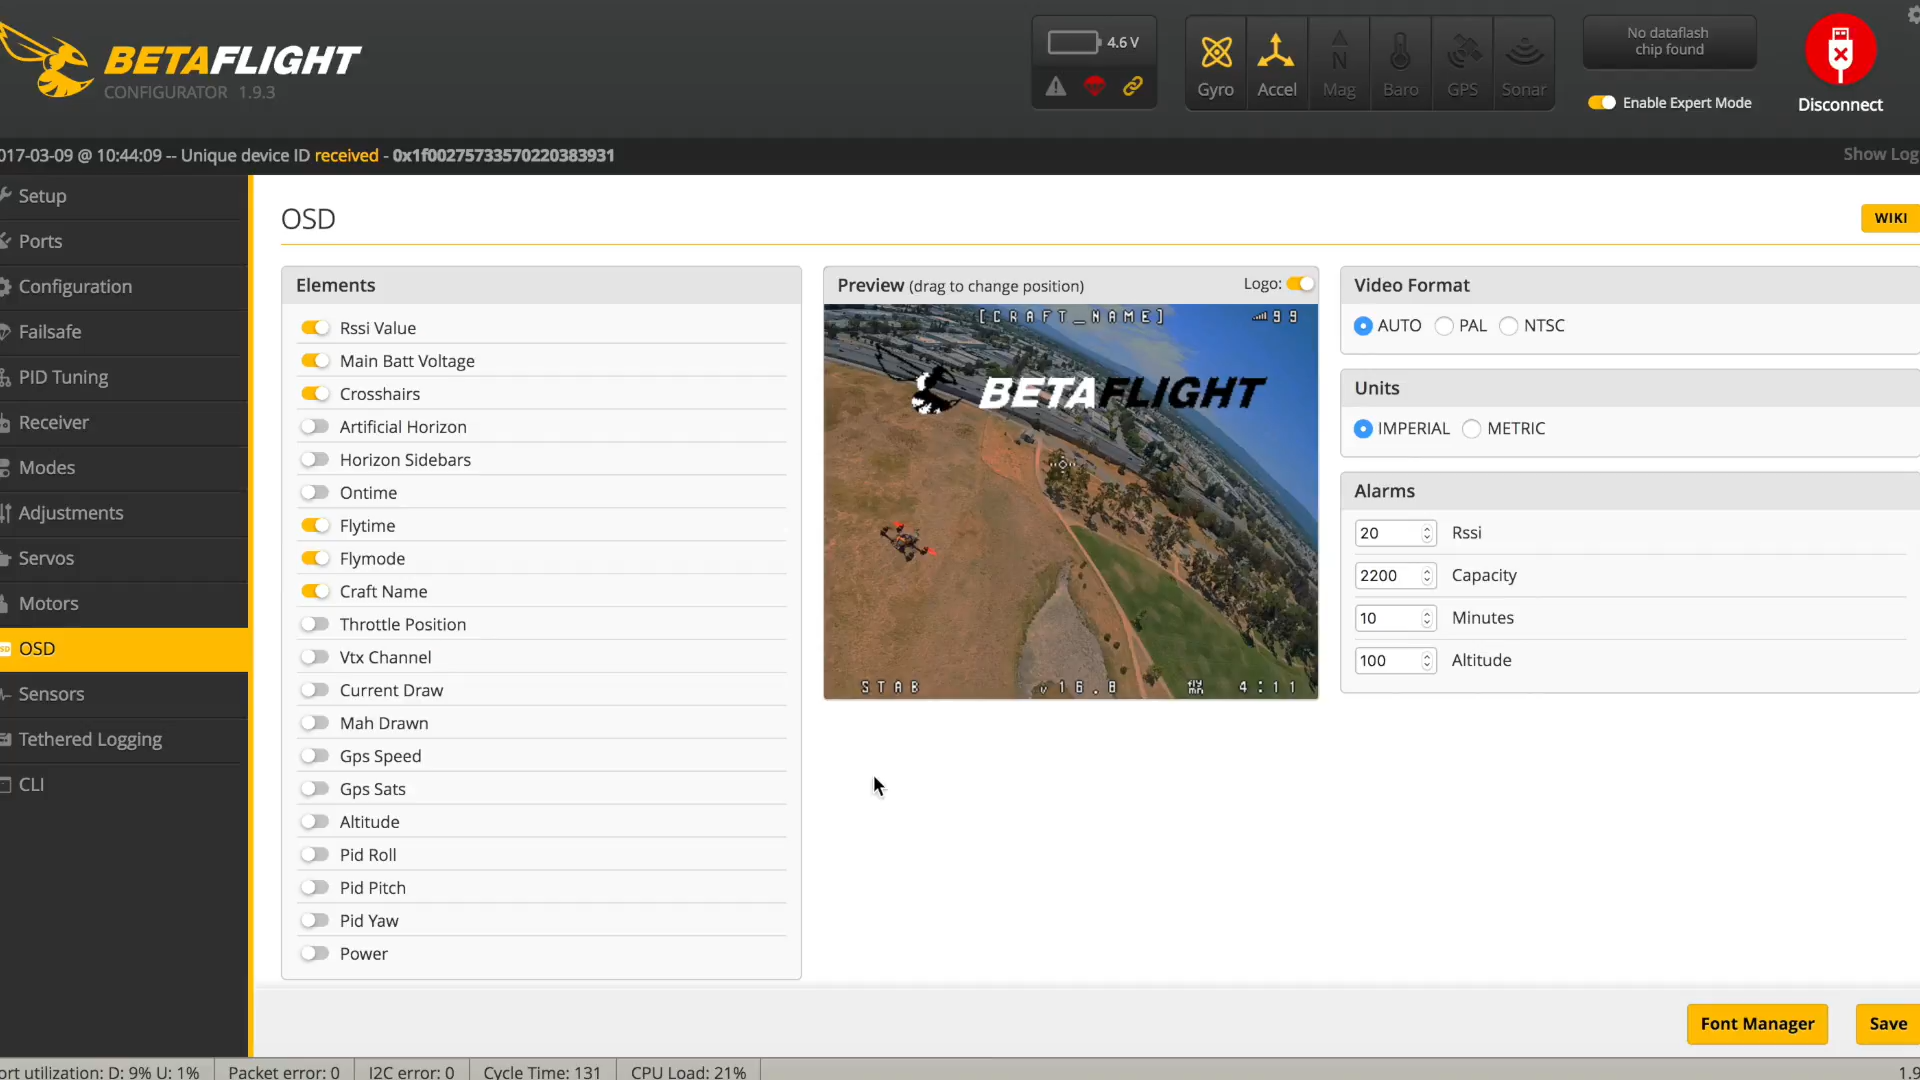 BETAFLIGHT
CONFIGURATOR 1.9.3
4.6 V
Gyro
Accel
Mag
Baro
GPS
Sonar
No dataflash
chip found
Enable Expert Mode
Disconnect
017-03-09 @ 10:44:09 -- Unique device ID received - 0x1f00275733570220383931
Show Log
Setup
Ports
Configuration
Failsafe
PID Tuning
Receiver
Modes
Adjustments
Servos
Motors
OSD
Sensors
Tethered Logging
CLI
OSD
WIKI
Elements
Rssi Value
Main Batt Voltage
Crosshairs
Artificial Horizon
Horizon Sidebars
Ontime
Flytime
Flymode
Craft Name
Throttle Position
Vtx Channel
Current Draw
Mah Drawn
Gps Speed
Gps Sats
Altitude
Pid Roll
Pid Pitch
Pid Yaw
Power
Preview (drag to change position)
Logo:
[CRAFT_NAME]
99
BETAFLIGHT
STAB
v16.8
fly mn 4:11
Video Format
AUTO
PAL
NTSC
Units
IMPERIAL
METRIC
Alarms
20 Rssi
2200 Capacity
10 Minutes
100 Altitude
Font Manager
Save
ort utilization: D: 9% U: 1%
Packet error: 0
I2C error: 0
Cycle Time: 131
CPU Load: 21%
1.9